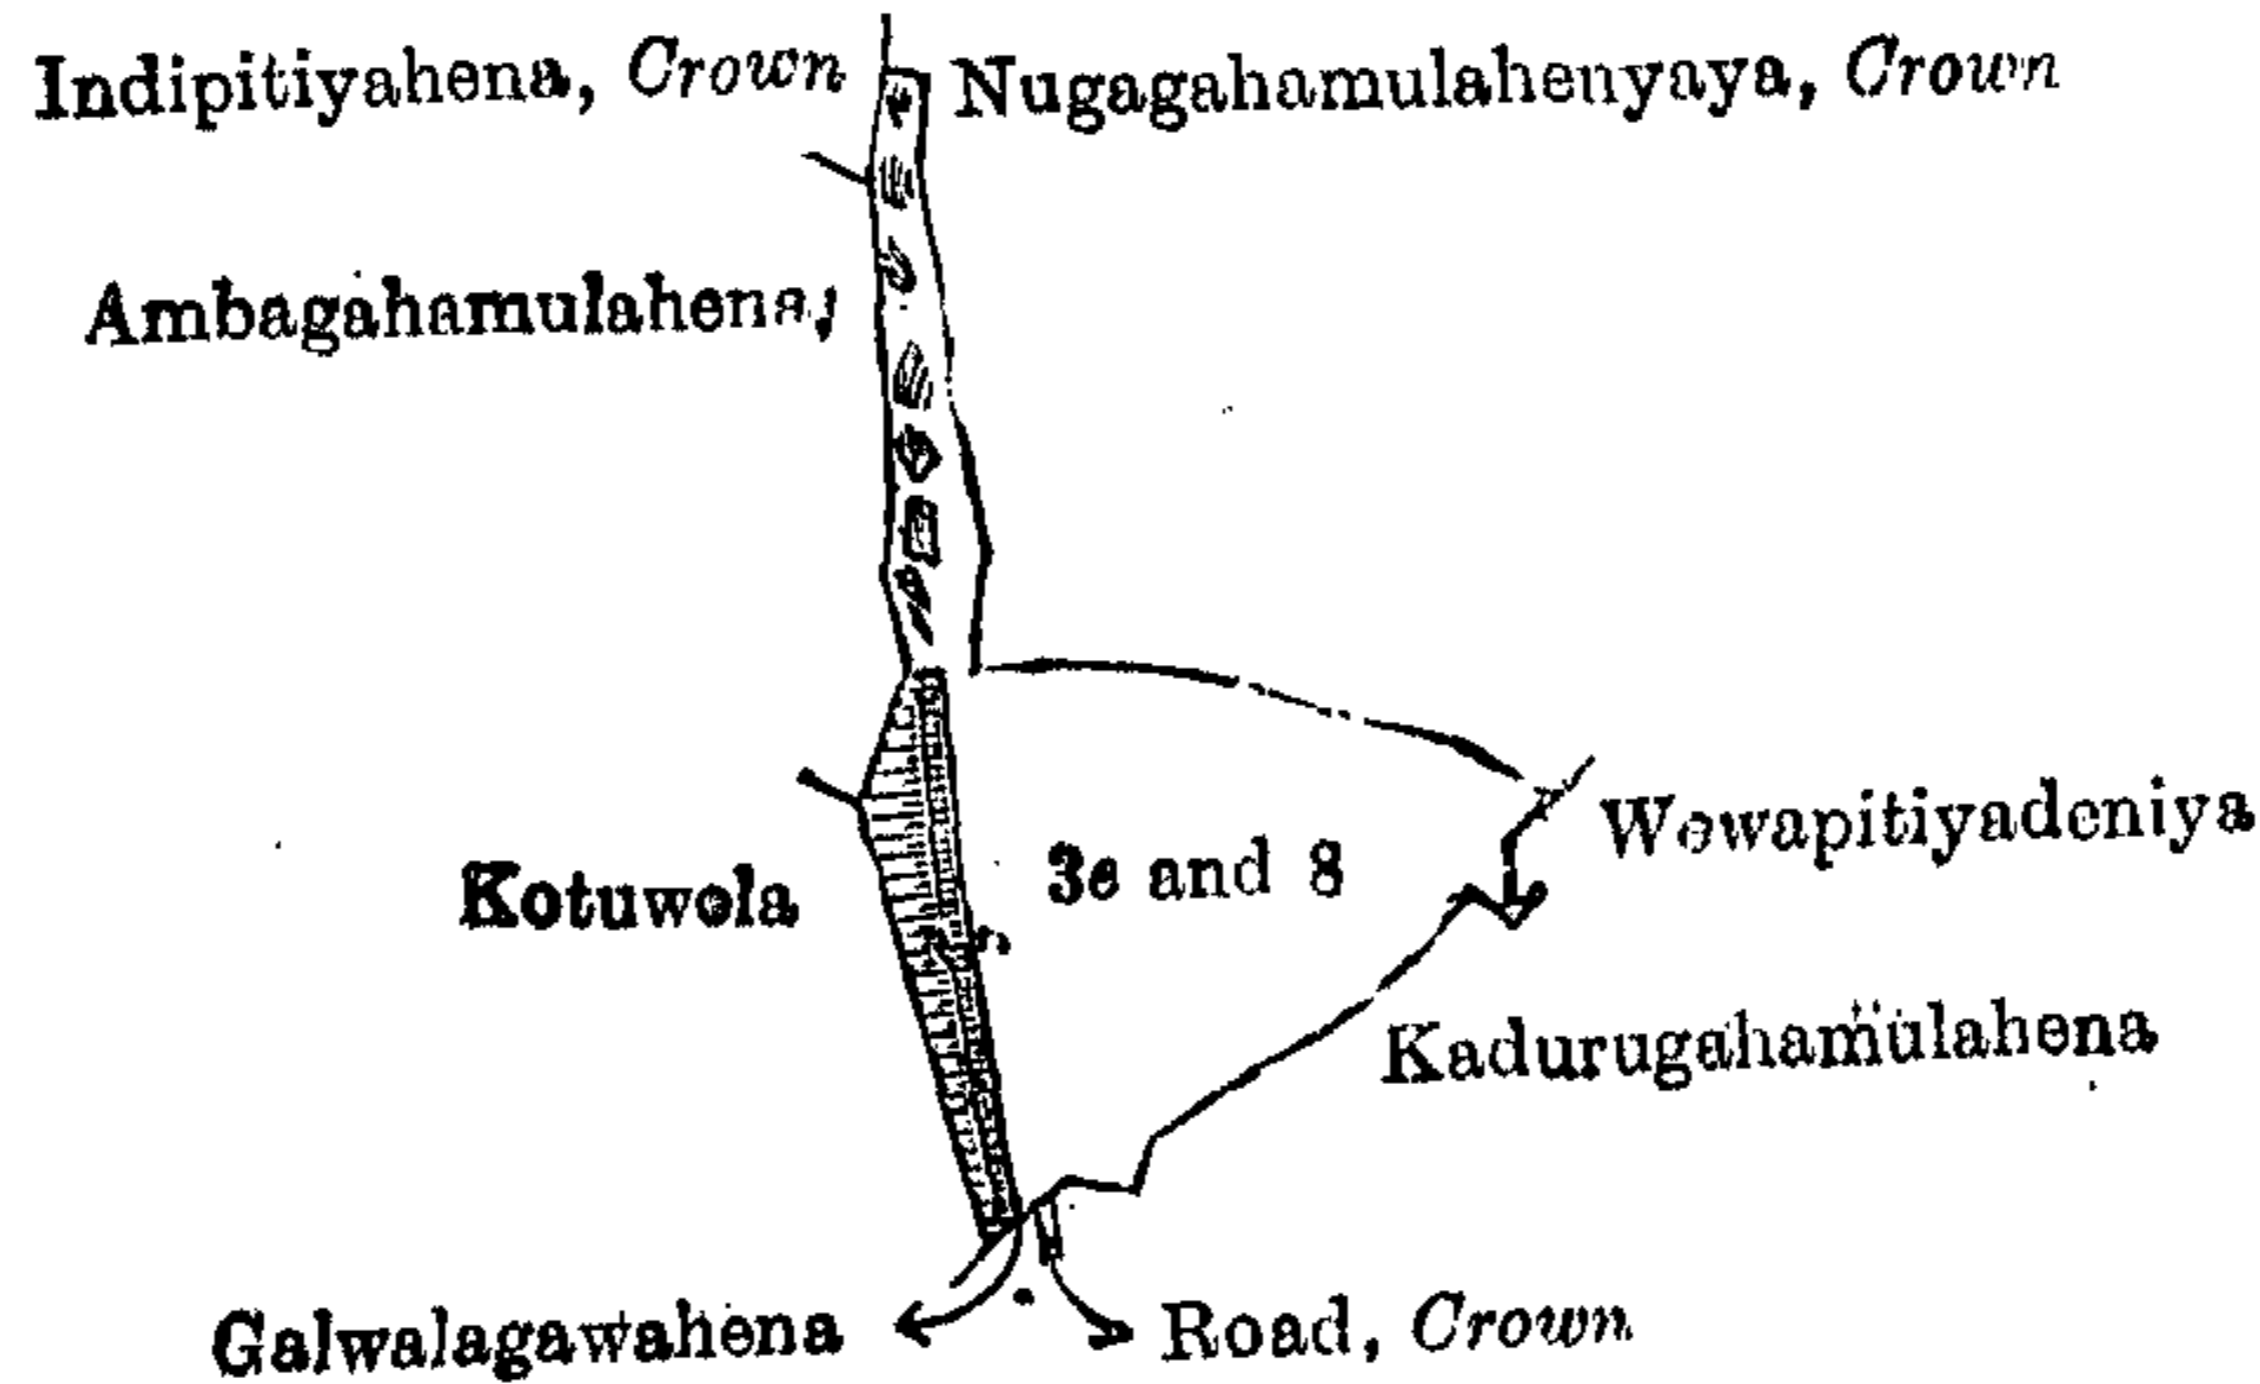 Indipitiyahena, Crown
Nugagahamulahenyaya, Crown
Ambagahamulahena,
Kotuwela
3e and 8
Wewapitiyadeniya
Kadurugahamulahena
Galwalagawahena
Road, Crown